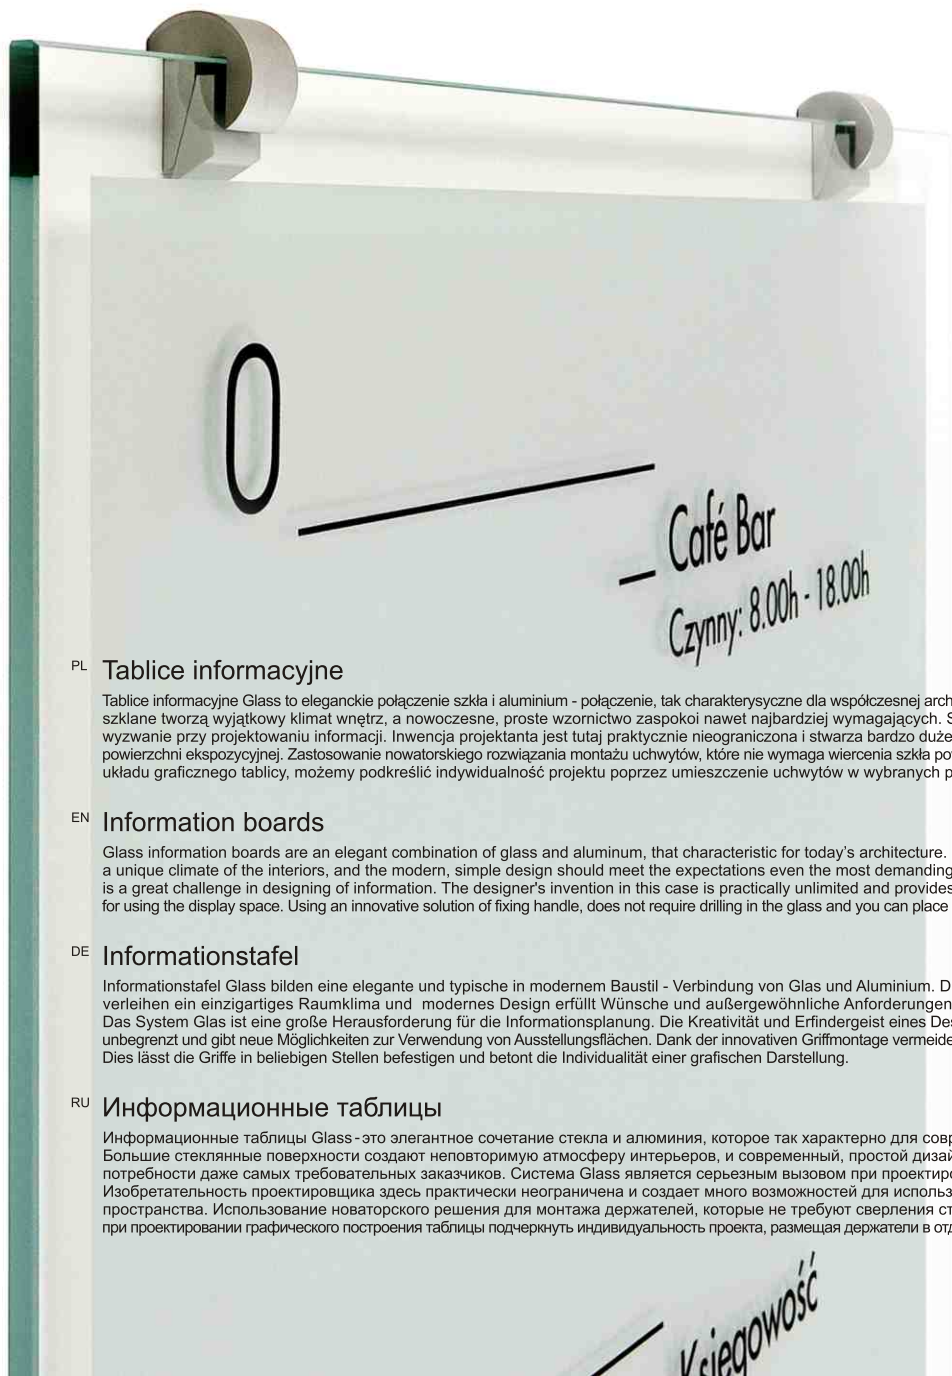 0
Café Bar
Czynny: 8.00h - 18.00h
PL Tablice informacyjne
Tablice informacyjne Glass to eleganckie połączenie szkła i aluminium - połączenie, tak charakterysyczne dla współczesnej
szklane tworzą wyjątkowy klimat wnętrz, a nowoczesne, proste wzornictwo zaspokoi nawet najbardziej wymagających.
wyzwanie przy projektowaniu informacji. Inwencja projektanta jest tutaj praktycznie nieograniczona i stwarza bardzo
powierzchni ekspozycyjnej. Zastosowanie nowatorskiego rozwiązania montażu uchwytów, które nie wymaga wiercenia szkła
układu graficznego tablicy, możemy podkreślić indywidualność projektu poprzez umieszczenie uchwytów w wybranych
EN Information boards
Glass information boards are an elegant combination of glass and aluminum, that characteristic for today’s architecture.
a unique climate of the interiors, and the modern, simple design should meet the expectations even the most demanding
is a great challenge in designing of information. The designer's invention in this case is practically unlimited and provides
for using the display space. Using an innovative solution of fixing handle, does not require drilling in the glass and you can place
DE Informationstafel
Informationstafel Glass bilden eine elegante und typische in modernem Baustil - Verbindung von Glas und Aluminium.
verleihen ein einzigartiges Raumklima und modernes Design erfüllt Wünsche und außergewöhnliche Anforderungen
Das System Glas ist eine große Herausforderung für die Informationsplanung. Die Kreativität und Erfindergeist eines
unbegrenzt und gibt neue Möglichkeiten zur Verwendung von Ausstellungsflächen. Dank der innovativen Griffmontage
Dies lässt die Griffe in beliebigen Stellen befestigen und betont die Individualität einer grafischen Darstellung.
RU Информационные таблицы
Информационные таблицы Glass-это элегантное сочетание стекла и алюминия, которое так характерно для
Большие стеклянные поверхности создают неповторимую атмосферу интерьеров, и современный, простой
потребности даже самых требовательных заказчиков. Система Glass является серьезным вызовом при
Изобретательность проектировщика здесь практически неограничена и создает много возможностей для
пространства. Использование новаторского решения для монтажа держателей, которые не требуют сверления
при проектировании графического построения таблицы подчеркнуть индивидуальность проекта, размещая держатели в
Księgowość